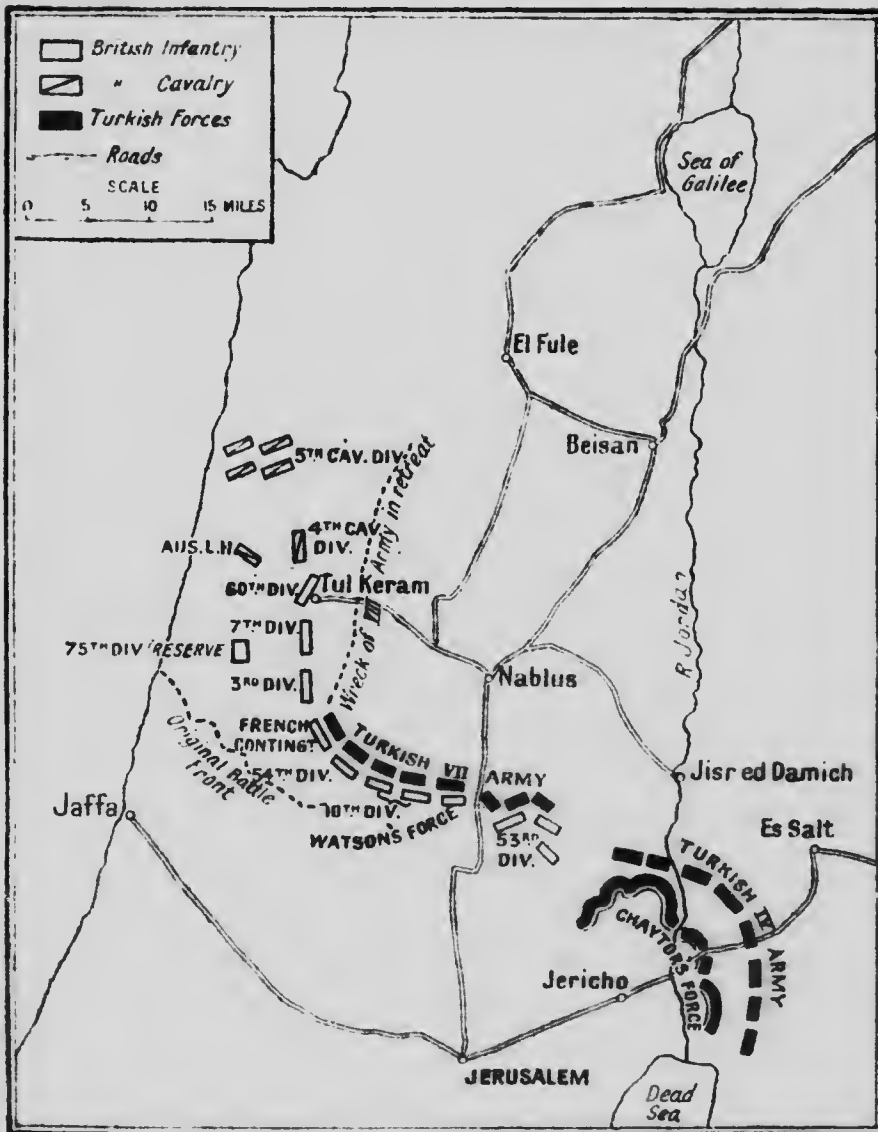 British Infantry
" Cavalry
Turkish Forces
Roads
SCALE
0 5 10 15 MILES
Sea of
Galilee
El Fule
Beisan
5TH CAV. DIV.
4TH CAV.
DIV.
AUS. L.H
60TH DIV.
Tul Keram
Wreck of VIII Army in retreat
7TH DIV.
75TH DIV RESERVE
3RD DIV.
R Jordan
Nablus
FRENCH
CONTINGT
TURKISH VII ARMY
Original Battle
Front
54TH DIV.
Jisr ed Damich
Jaffa
10TH DIV.
WATSONS FORCE
53RD
DIV.
Es Salt
TURKISH IV ARMY
CHAYTORS FORCE
Jericho
JERUSALEM
Dead
Sea